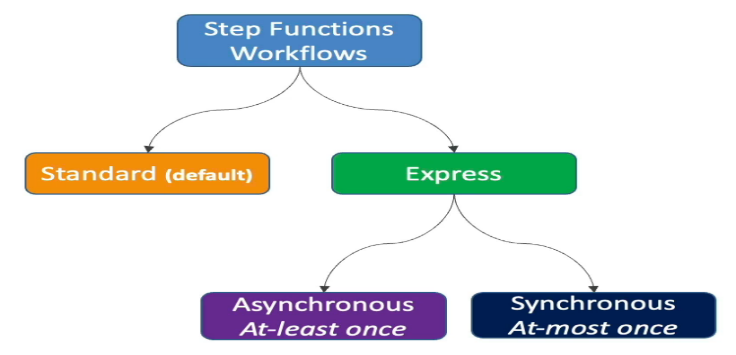 Step Functions
Workflows
Standard (default)
Express
Asynchronous
At-least once
Synchronous
At-most once